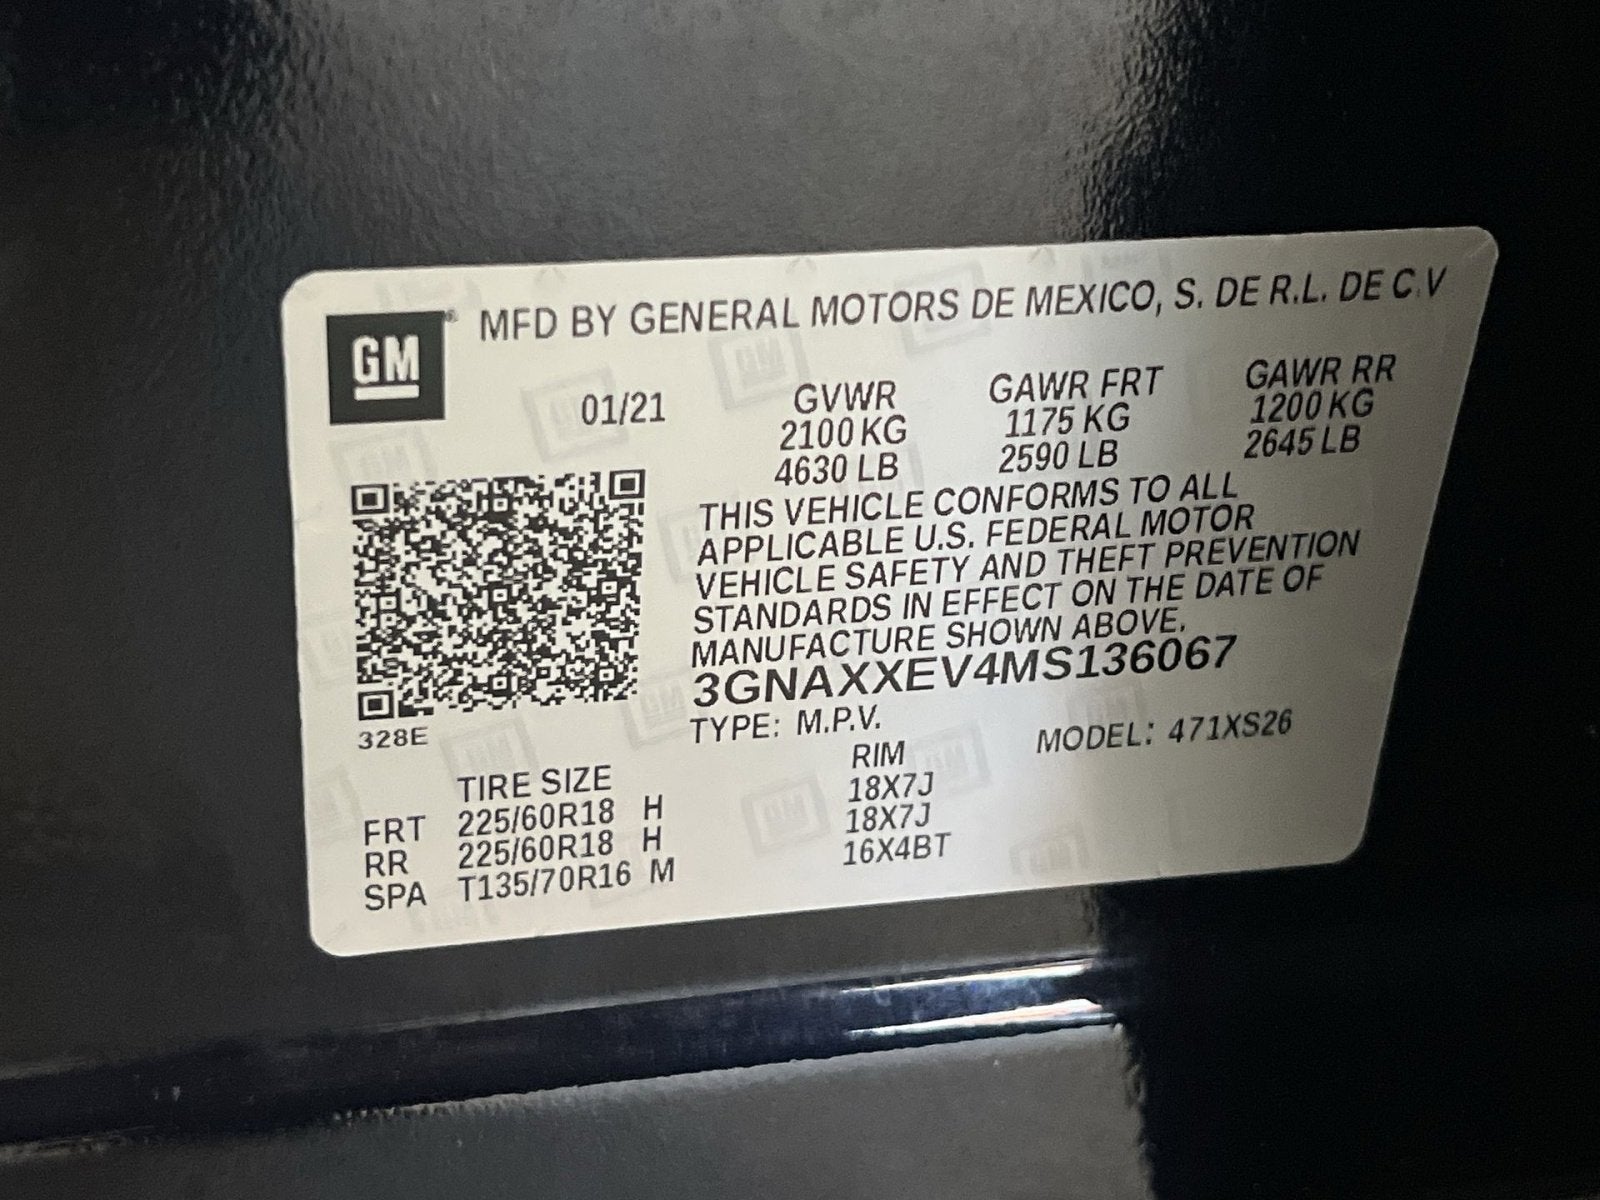 GM® MFD BY GENERAL MOTORS DE MEXICO, S. DE R.L. DE C.V
01/21 GVWR GAWR FRT GAWR RR
2100 KG 1175 KG 1200 KG
4630 LB 2590 LB 2645 LB
THIS VEHICLE CONFORMS TO ALL
APPLICABLE U.S. FEDERAL MOTOR
VEHICLE SAFETY AND THEFT PREVENTION
STANDARDS IN EFFECT ON THE DATE OF
MANUFACTURE SHOWN ABOVE.
3GNAXXEV4MS136067
328E
TYPE: M.P.V. MODEL: 471XS26
TIRE SIZE RIM
FRT 225/60R18 H 18X7J
RR 225/60R18 H 18X7J
SPA T135/70R16 M 16X4BT